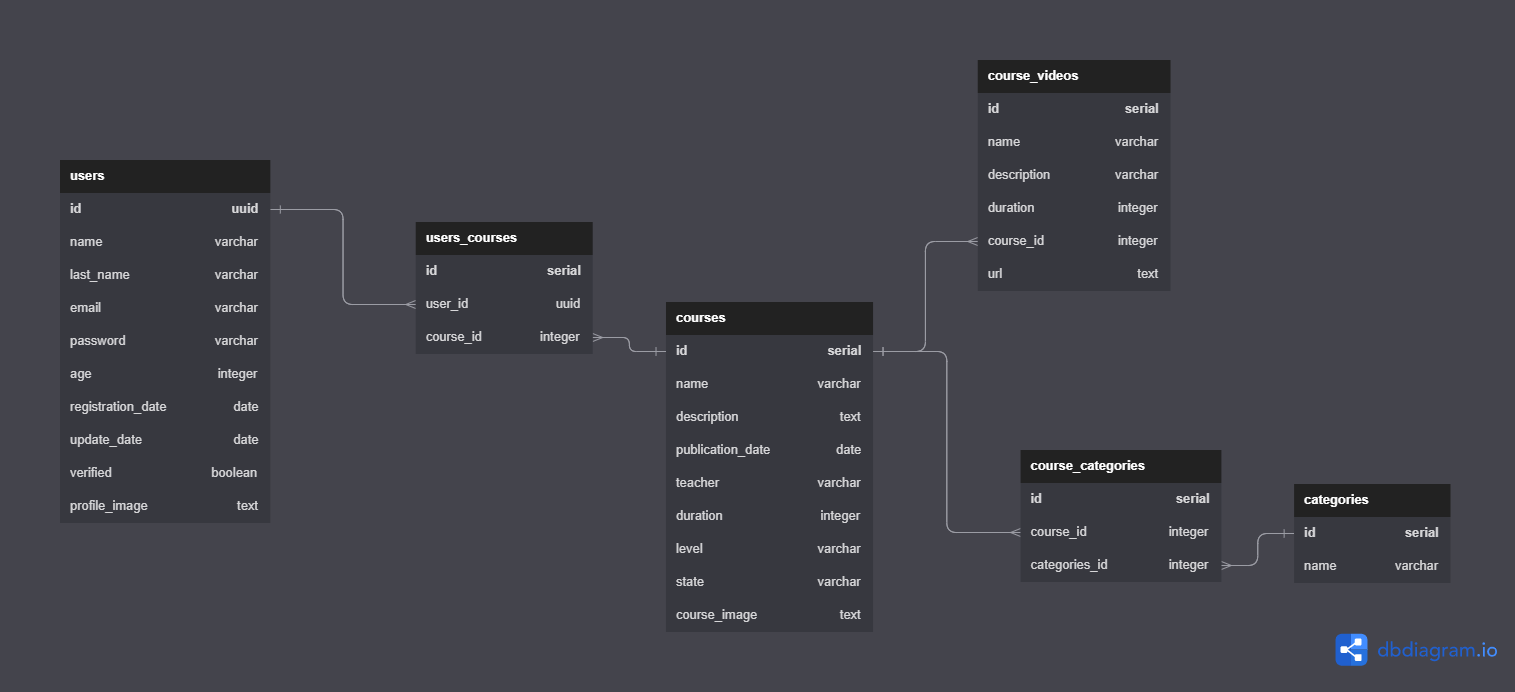 users
id uuid
name varchar
last_name varchar
email varchar
password varchar
age integer
registration_date date
update_date date
verified boolean
profile_image text
users_courses
id serial
user_id uuid
course_id integer
courses
id serial
name varchar
description text
publication_date date
teacher varchar
duration integer
level varchar
state varchar
course_image text
course_videos
id serial
name varchar
description varchar
duration integer
course_id integer
url text
course_categories
id serial
course_id integer
categories_id integer
categories
id serial
name varchar
dbdiagram.io